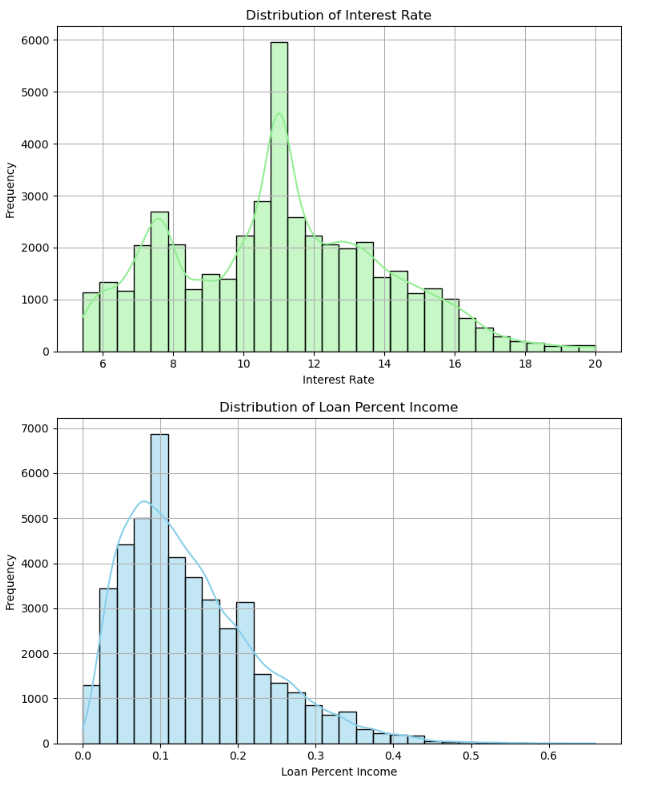 Distribution of Interest Rate
6000
5000
4000
3000
2000
1000
0
Frequency
6 8 10 12 14 16 18 20
Interest Rate
Distribution of Loan Percent Income
7000
6000
5000
4000
3000
2000
1000
0
Frequency
0.0 0.1 0.2 0.3 0.4 0.5 0.6
Loan Percent Income